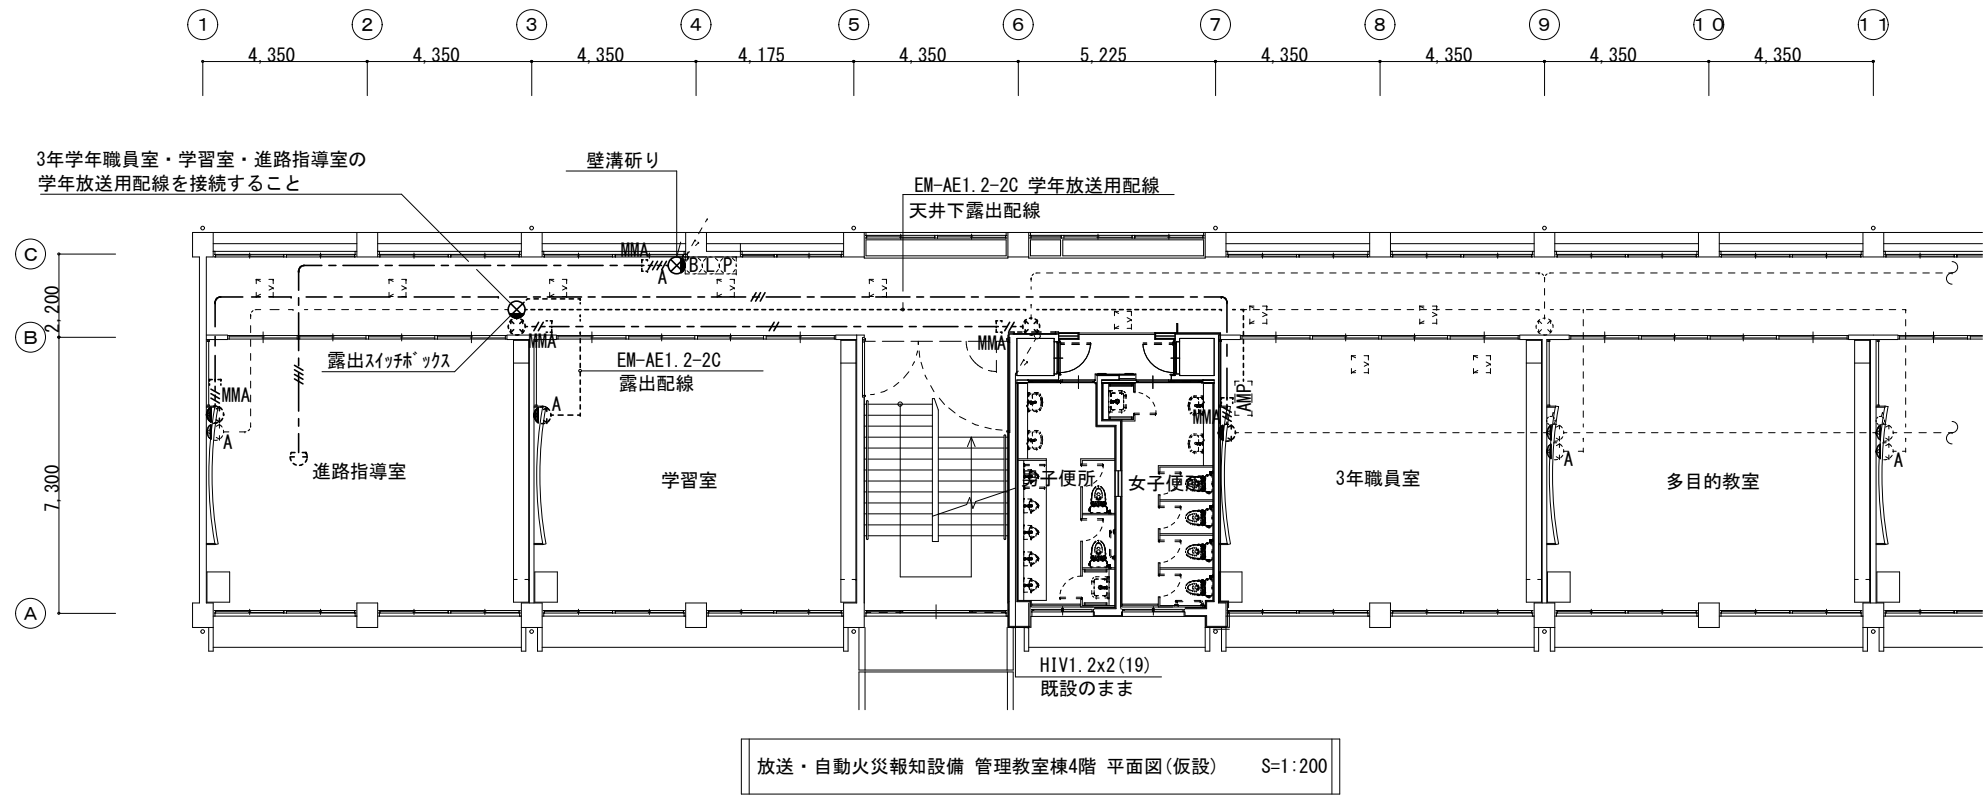 1 2 3 4 5 6 7 8 9 10 11
4,350 4,350 4,350 4,175 4,350 5,225 4,350 4,350 4,350 4,350
3年学年職員室・学習室・進路指導室の
学年放送用配線を接続すること
壁溝斫り
EM-AE1.2-2C 学年放送用配線
天井下露出配線
C
MMA
A
B L P
2,200
B
MMA
MMA
露出スイッチボックス
EM-AE1.2-2C
露出配線
MMA
A
A
MMA
AMP
A
A
進路指導室
学習室
男子便所
女子便所
3年職員室
多目的教室
7,300
A
HIV1.2x2(19)
既設のまま
放送・自動火災報知設備 管理教室棟4階 平面図(仮設) S=1:200